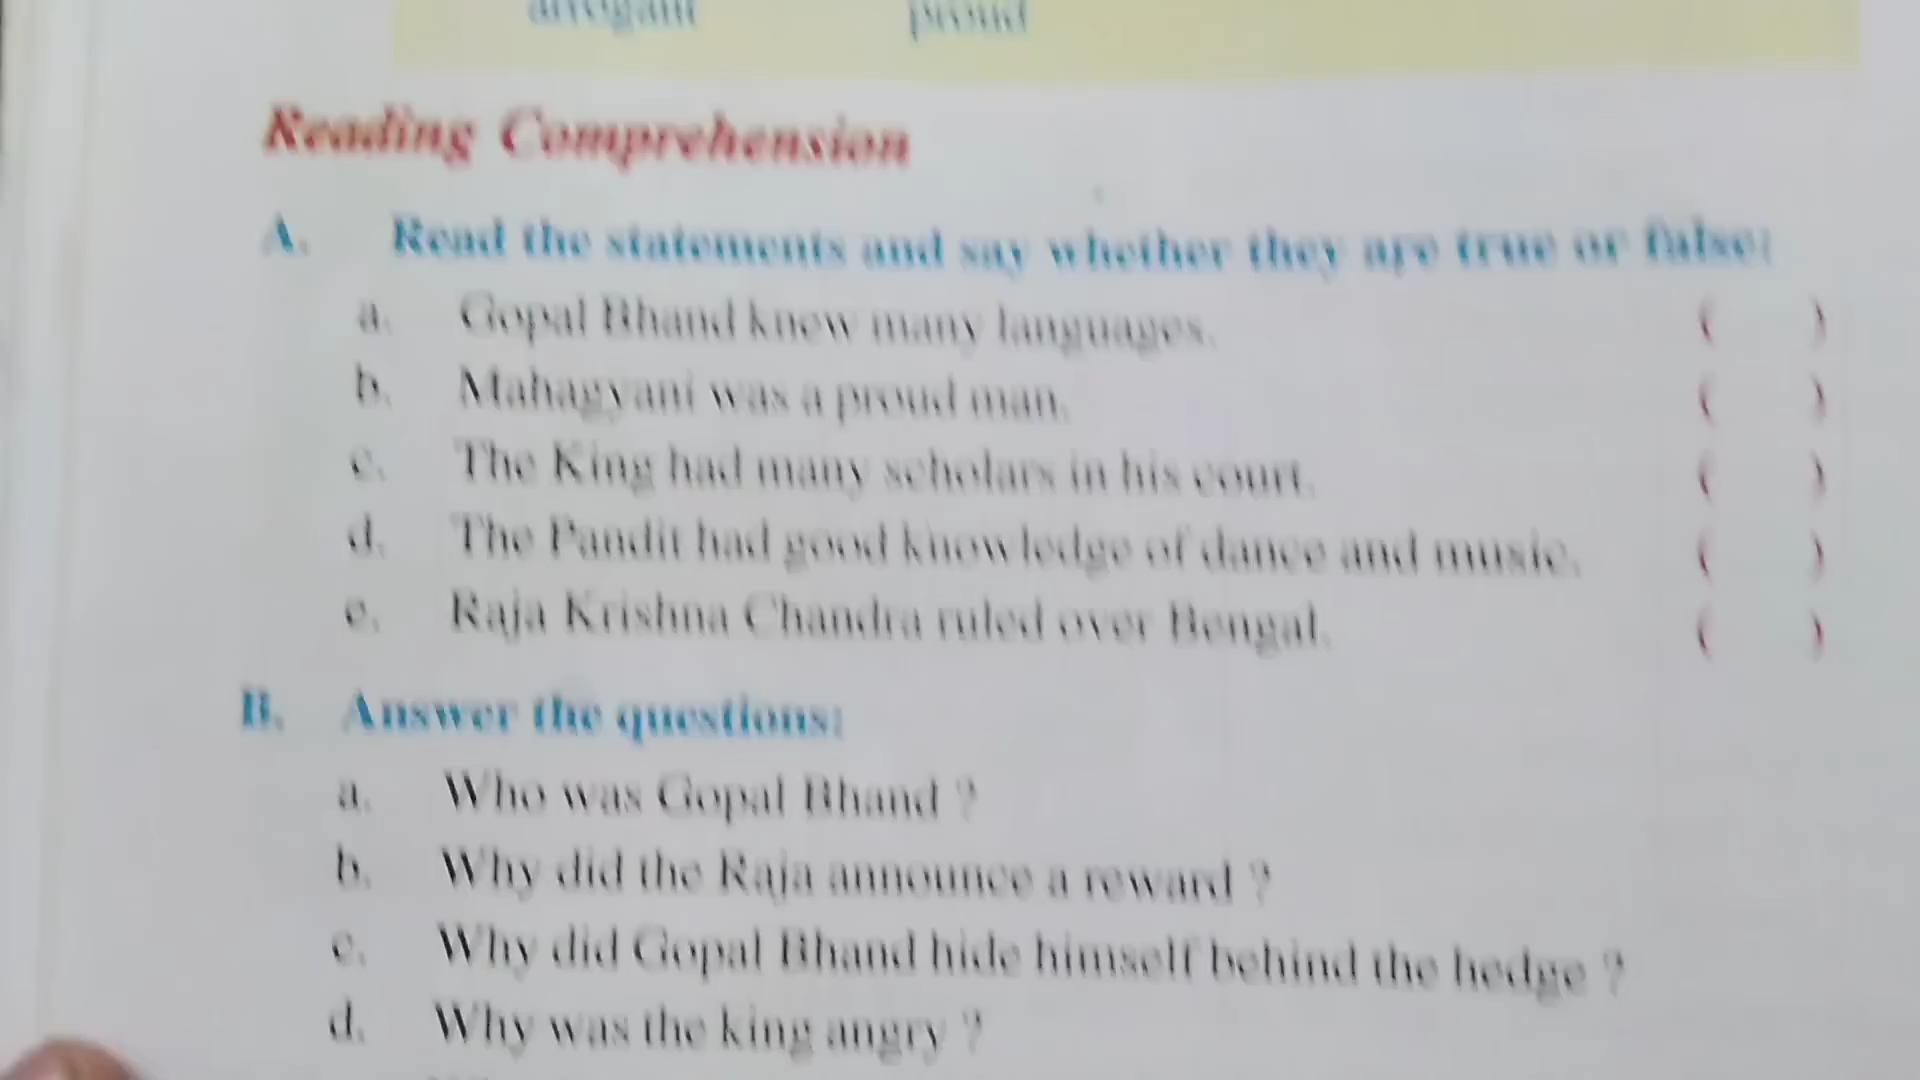 arrogant proud
Reading Comprehension
A. Read the statements and say whether they are true or false:
a. Gopal Bhand knew many languages. ( )
b. Mahagyani was a proud man. ( )
c. The King had many scholars in his court. ( )
d. The Pandit had good knowledge of dance and music. ( )
e. Raja Krishna Chandra ruled over Bengal. ( )
B. Answer the questions:
a. Who was Gopal Bhand ?
b. Why did the Raja announce a reward ?
c. Why did Gopal Bhand hide himself behind the hedge ?
d. Why was the king angry ?